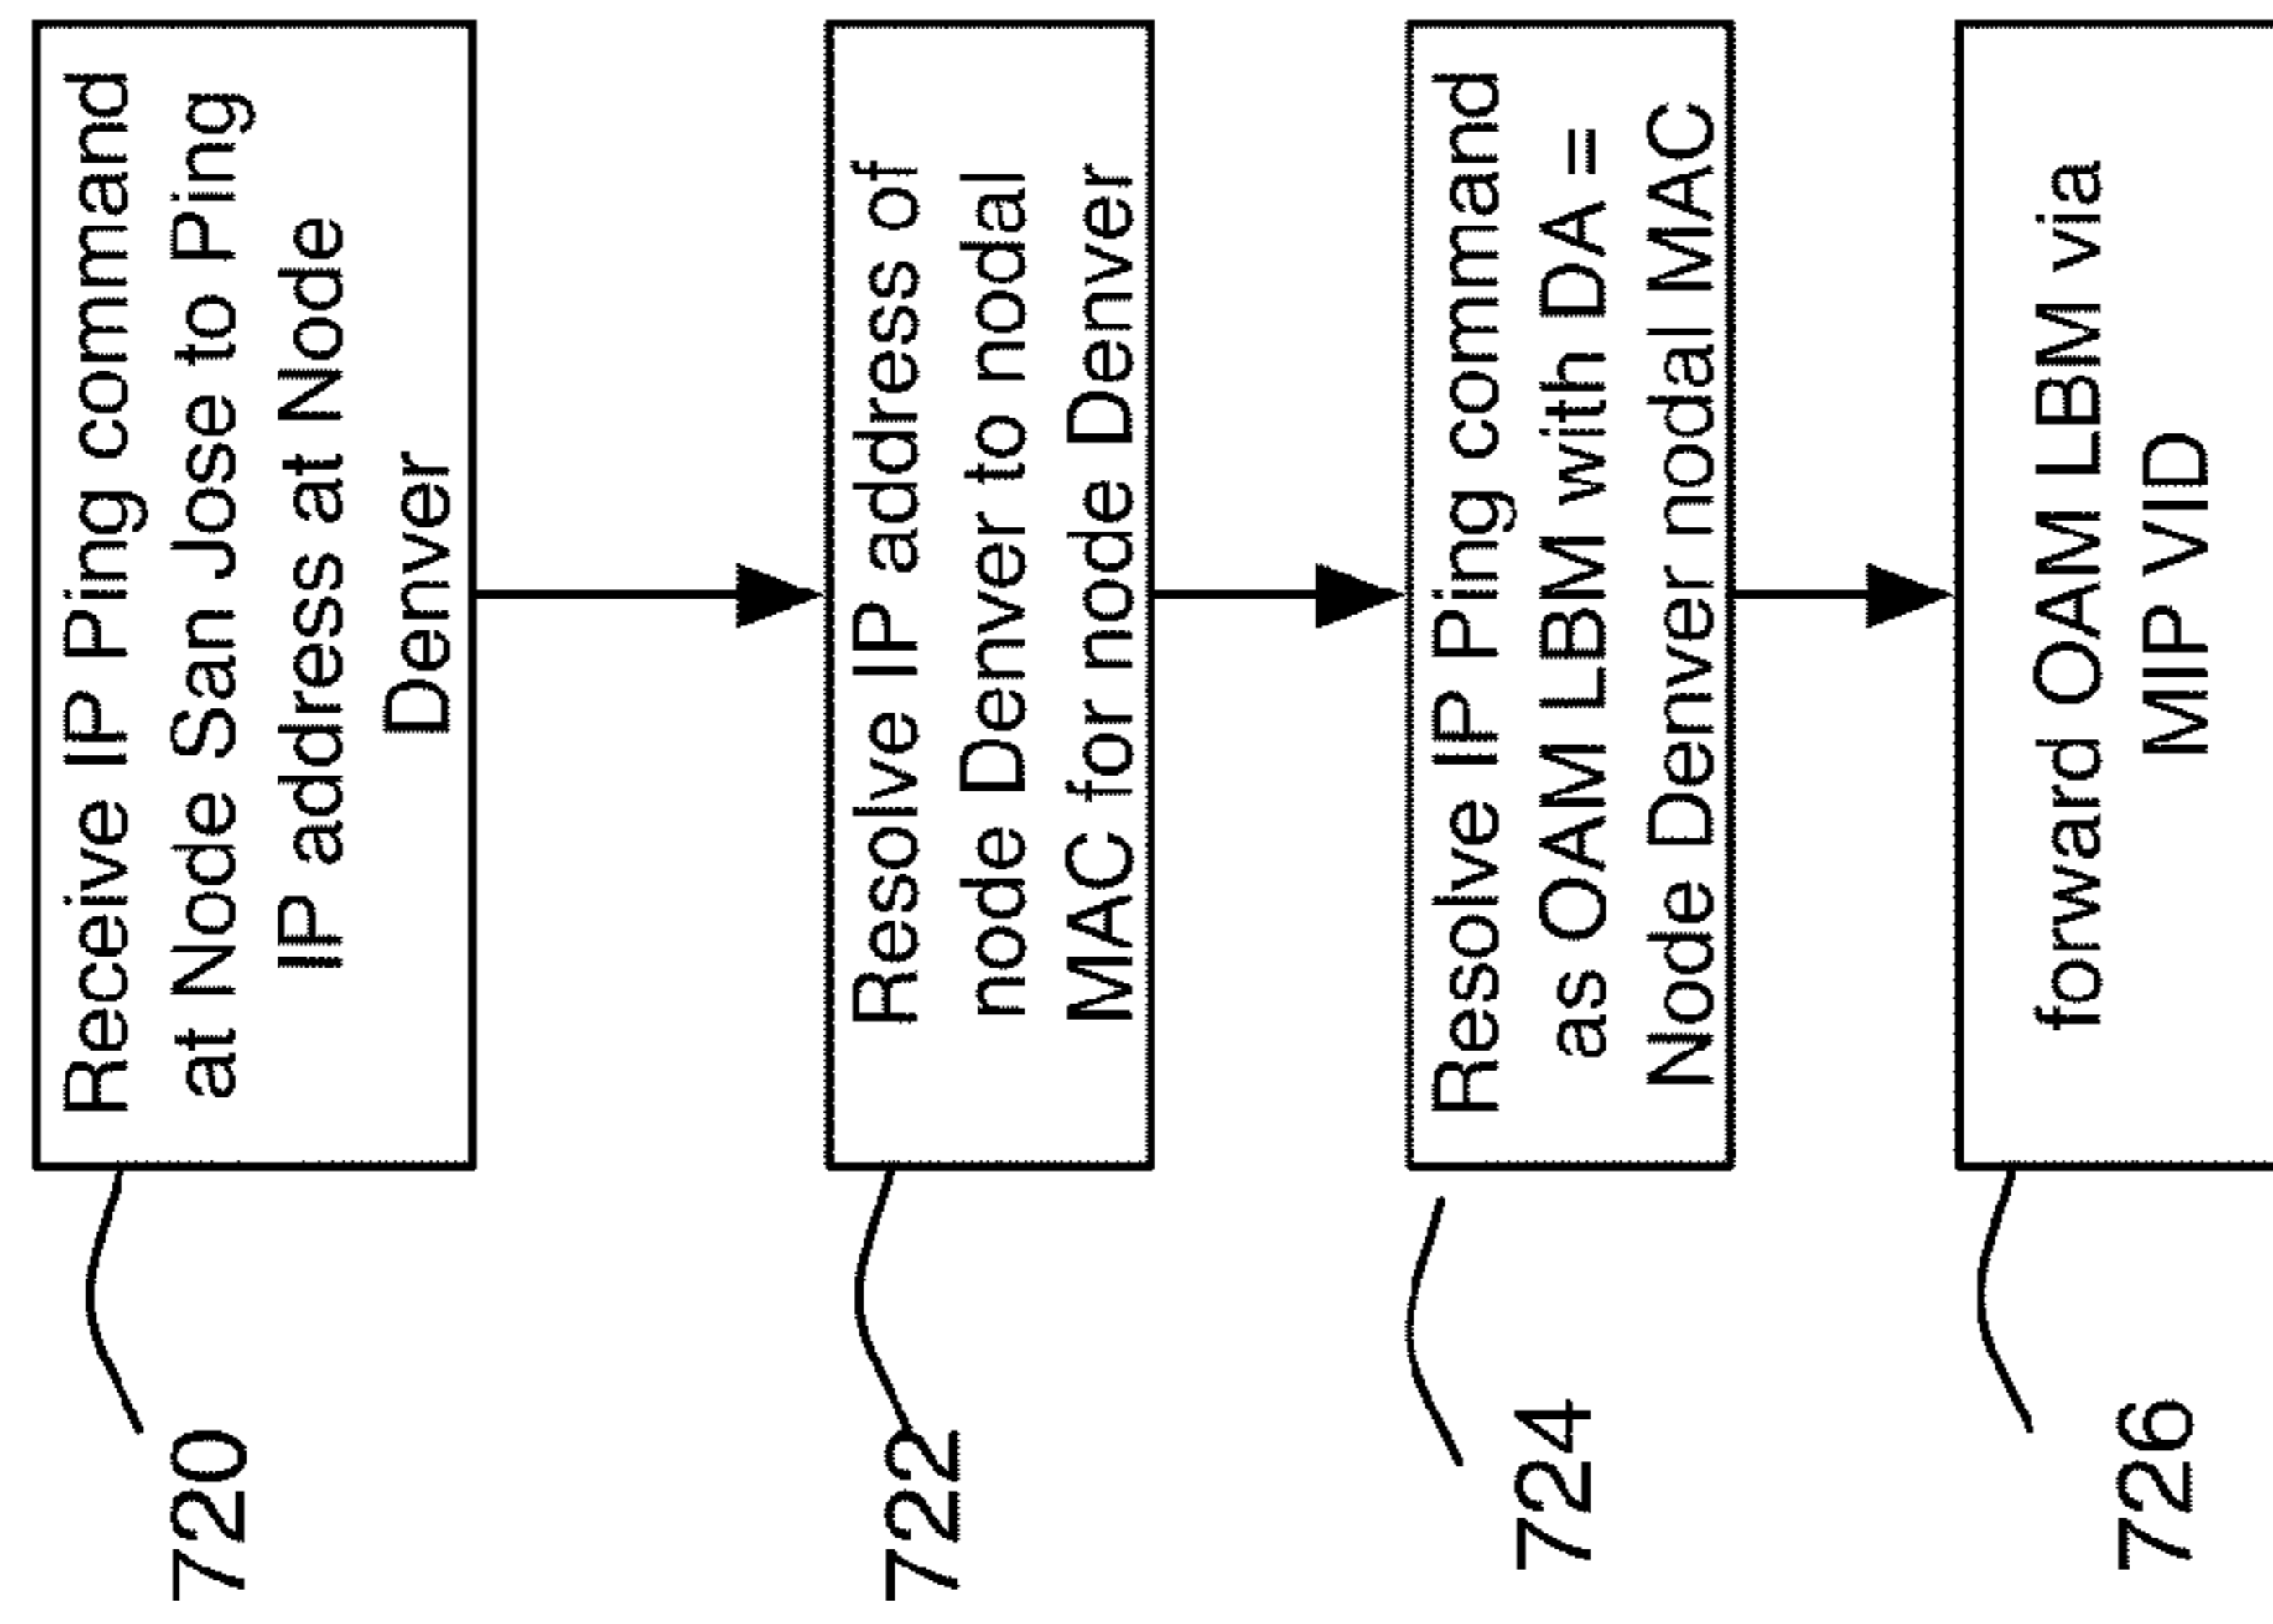 720
Receive IP Ping command
at Node San Jose to Ping
IP address at Node
Denver
722
Resolve IP address of
node Denver to nodal
MAC for node Denver
724
Resolve IP Ping command
as OAM LBM with DA =
Node Denver nodal MAC
726
forward OAM LBM via
MIP VID